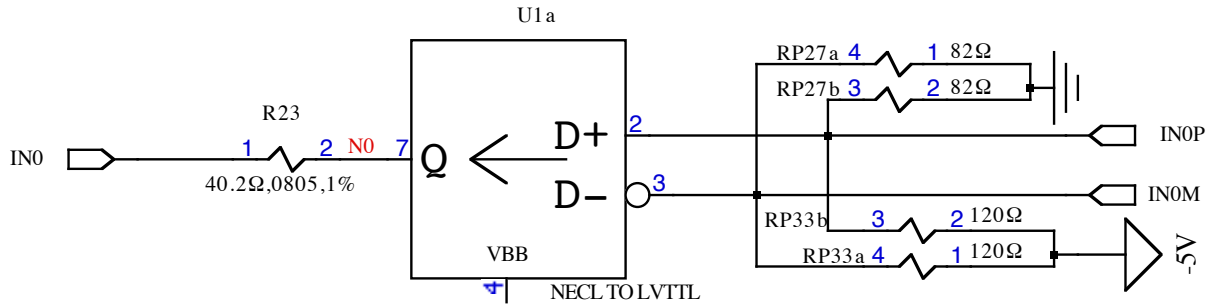 U1a
RP27a 4 1 82Ω
RP27b 3 2 82Ω
R23
IN0 1 2 N0 7 Q D+ 2 IN0P
40.2Ω,0805,1%
D- 3 IN0M
RP33b 3 2 120Ω
RP33a 4 1 120Ω
-5V
VBB
4
NECL TO LVTTL